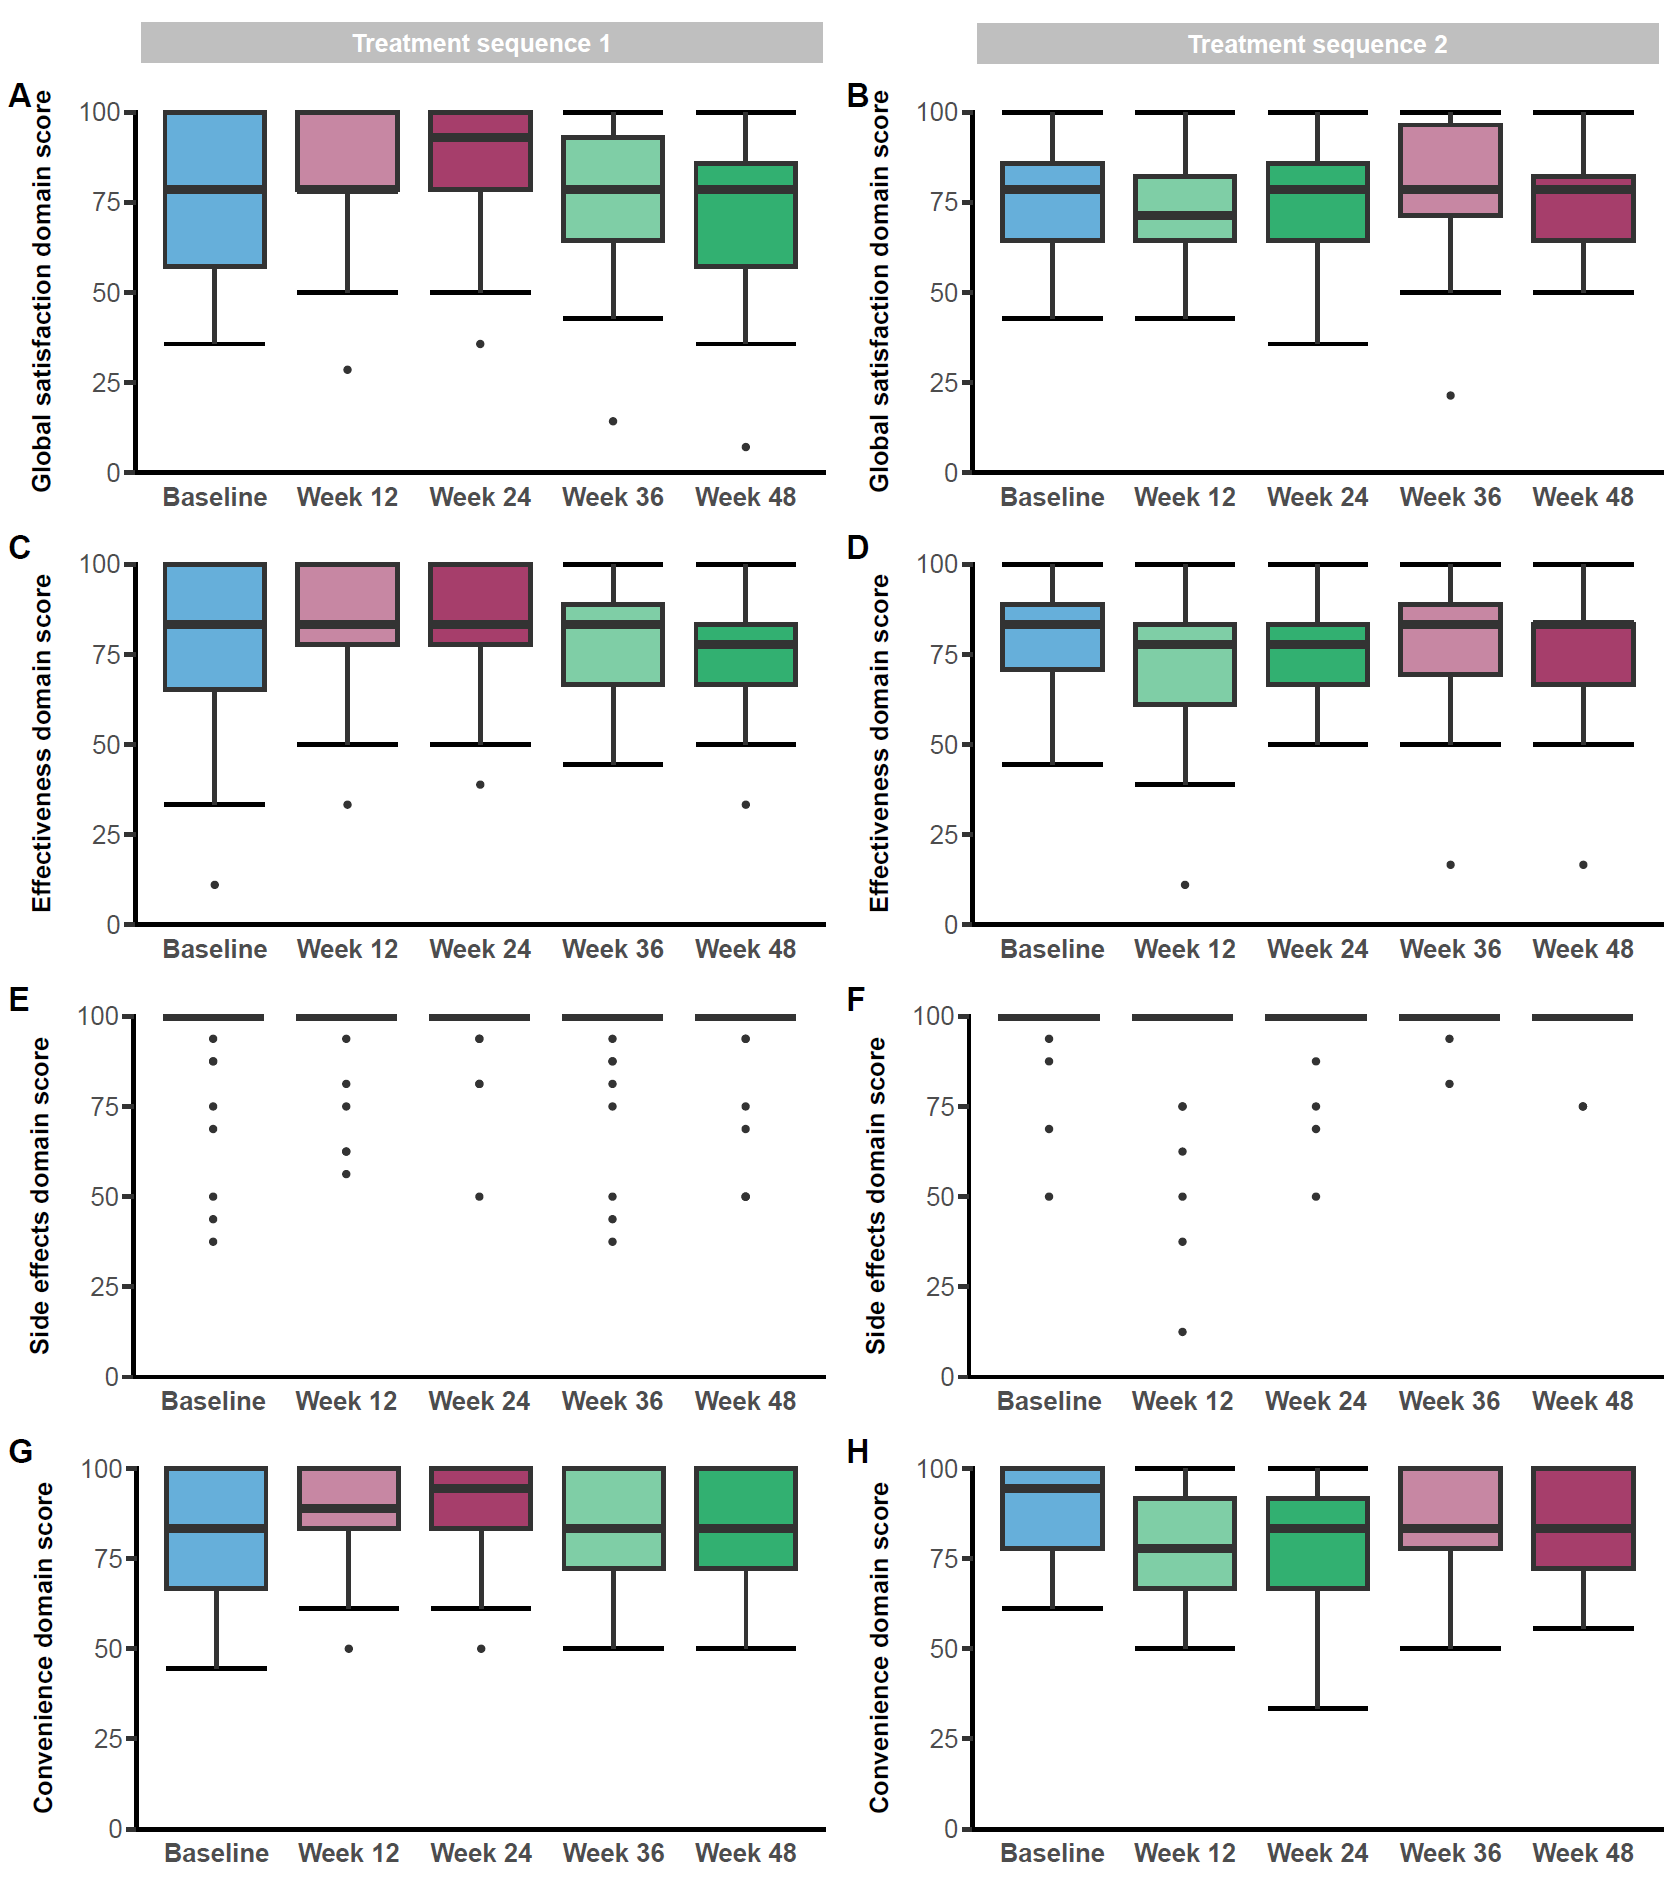 Treatment sequence 1
Treatment sequence 2
A
Global satisfaction domain score
100
75
50
25
0
Baseline Week 12 Week 24 Week 36 Week 48
B
Global satisfaction domain score
100
75
50
25
0
Baseline Week 12 Week 24 Week 36 Week 48
C
Effectiveness domain score
100
75
50
25
0
Baseline Week 12 Week 24 Week 36 Week 48
D
Effectiveness domain score
100
75
50
25
0
Baseline Week 12 Week 24 Week 36 Week 48
E
Side effects domain score
100
75
50
25
0
Baseline Week 12 Week 24 Week 36 Week 48
F
Side effects domain score
100
75
50
25
0
Baseline Week 12 Week 24 Week 36 Week 48
G
Convenience domain score
100
75
50
25
0
Baseline Week 12 Week 24 Week 36 Week 48
H
Convenience domain score
100
75
50
25
0
Baseline Week 12 Week 24 Week 36 Week 48